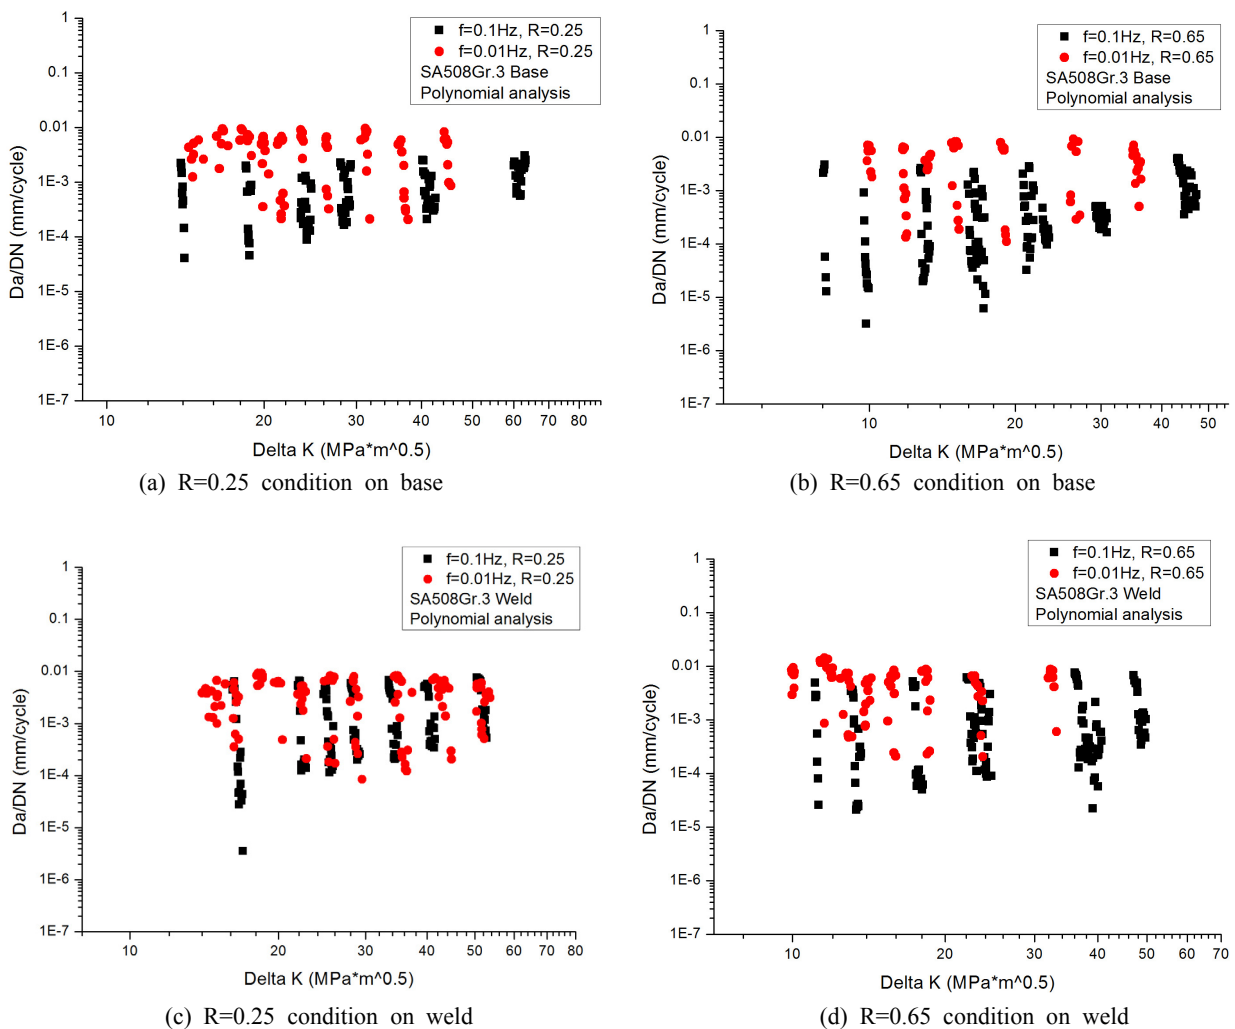 1
0.1
0.01
1E-3
1E-4
1E-5
1E-6
1E-7
Da/DN (mm/cycle)
f=0.1Hz, R=0.25
f=0.01Hz, R=0.25
SA508Gr.3 Base
Polynomial analysis
10 20 30 40 50 60 70 80
Delta K (MPa*m^0.5)
(a) R=0.25 condition on base
1
0.1
0.01
1E-3
1E-4
1E-5
1E-6
1E-7
Da/DN (mm/cycle)
f=0.1Hz, R=0.65
f=0.01Hz, R=0.65
SA508Gr.3 Base
Polynomial analysis
10 20 30 40 50
Delta K (MPa*m^0.5)
(b) R=0.65 condition on base
1
0.1
0.01
1E-3
1E-4
1E-5
1E-6
1E-7
Da/DN (mm/cycle)
f=0.1Hz, R=0.25
f=0.01Hz, R=0.25
SA508Gr.3 Weld
Polynomial analysis
10 20 30 40 50 60 70 80
Delta K (MPa*m^0.5)
(c) R=0.25 condition on weld
1
0.1
0.01
1E-3
1E-4
1E-5
1E-6
1E-7
Da/DN (mm/cycle)
f=0.1Hz, R=0.65
f=0.01Hz, R=0.65
SA508Gr.3 Weld
Polynomial analysis
10 20 30 40 50 60 70
Delta K (MPa*m^0.5)
(d) R=0.65 condition on weld